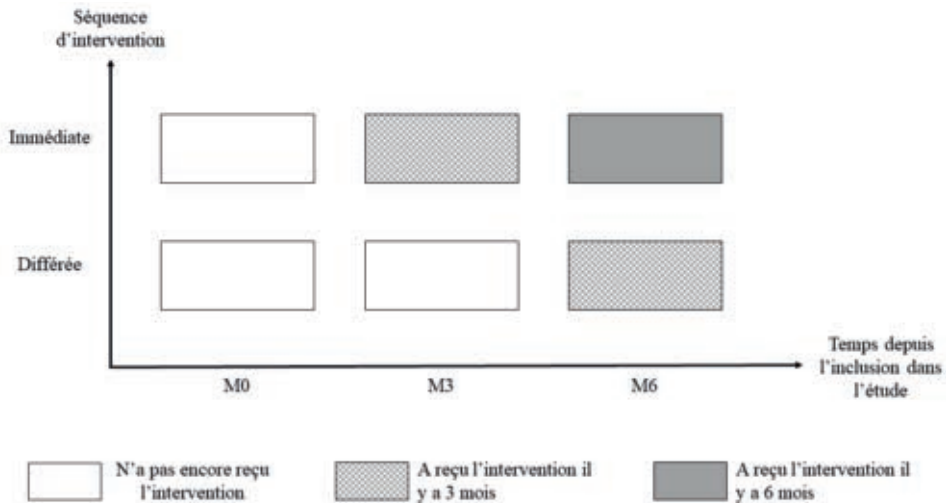 Séquence
d'intervention
Immédiate
Différée
M0
M3
M6
Temps depuis
l'inclusion dans
l'étude
N'a pas encore reçu
l'intervention
A reçu l'intervention il
y a 3 mois
A reçu l'intervention il
y a 6 mois